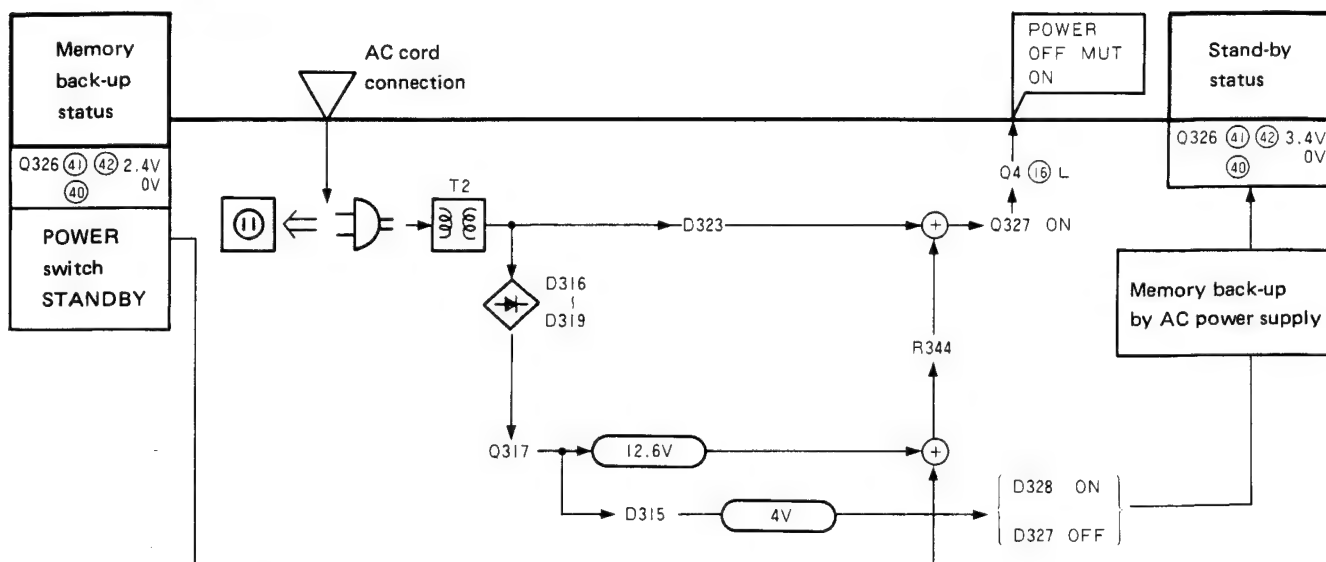 Memory
back-up
status
AC cord
connection
POWER
OFF MUT
ON
Stand-by
status
Q326 ㊶ ㊷ 2.4V
㊵ 0V
Q326 ㊶ ㊷ 3.4V
0V
㊵
POWER
switch
STANDBY
T2
D323
Q4 ⑯ L
Q327 ON
D316
~
D319
Memory back-up
by AC power supply
R344
Q317
12.6V
D315
4V
D328 ON
D327 OFF